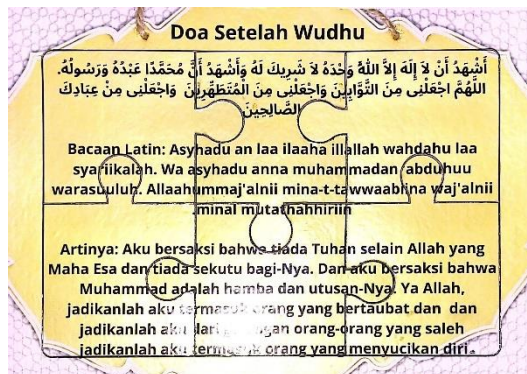 Doa Setelah Wudhu
أَشْهَدُ أَنْ لاَ إِلَهَ إِلاَّ اللهُ وَحْدَهُ لاَ شَرِيكَ لَهُ وَأَشْهَدُ أَنَّ مُحَمَّدًا عَبْدُهُ وَرَسُولُهُ.
اللَّهُمَّ اجْعَلْنِى مِنَ التَّوَّابِينَ وَاجْعَلْنِى مِنَ الْمُتَطَهِّرِينَ وَاجْعَلْنِى مِنْ عِبَادِكَ
الصَّالِحِينَ
Bacaan Latin: Asyhadu an laa ilaaha illallah wahdahu laa
syariikalah. Wa asyhadu anna muhammadan 'abduhuu
warasuuluh. Allaahummaj'alnii mina-t-tawwaabiina waj'alnii
minal mutathahhiriin
Artinya: Aku bersaksi bahwa tiada Tuhan selain Allah yang
Maha Esa dan tiada sekutu bagi-Nya. Dan aku bersaksi bahwa
Muhammad adalah hamba dan utusan-Nya. Ya Allah,
jadikanlah aku termasuk orang yang bertaubat dan dan
jadikanlah aku dari orang-orang yang saleh
jadikanlah aku termasuk orang yang menyucikan diri.